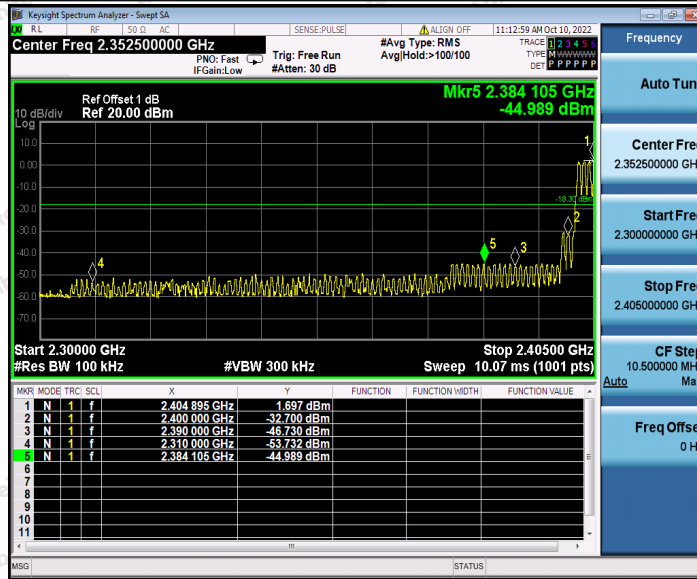 Keysight Spectrum Analyzer - Swept SA
LXI RL RF 50 Ω AC SENSE:PULSE ALIGN OFF 11:12:59 AM Oct 10, 2022
Center Freq 2.352500000 GHz
PNO: Fast
IFGain:Low
Trig: Free Run
#Atten: 30 dB
#Avg Type: RMS
Avg|Hold:>100/100
TRACE 1 2 3 4 5 6
TYPE M WWWWW
DET P P P P P P
Frequency
Mkr5 2.384 105 GHz
-44.989 dBm
Ref Offset 1 dB
10 dB/div Ref 20.00 dBm
Log
10.0
0.00
-10.0
-20.0
-30.0
-40.0
-50.0
-60.0
-70.0
1
-18.30 dBm
2
5
3
4
Start 2.30000 GHz
Stop 2.40500 GHz
#Res BW 100 kHz #VBW 300 kHz Sweep 10.07 ms (1001 pts)
MKR MODE TRC SCL X Y FUNCTION FUNCTION WIDTH FUNCTION VALUE
1 N 1 f 2.404 895 GHz 1.697 dBm
2 N 1 f 2.400 000 GHz -32.700 dBm
3 N 1 f 2.390 000 GHz -46.730 dBm
4 N 1 f 2.310 000 GHz -53.732 dBm
5 N 1 f 2.384 105 GHz -44.989 dBm
6
7
8
9
10
11
MSG STATUS
Auto Tun
Center Fre
2.352500000 GH
Start Fre
2.300000000 GH
Stop Fre
2.405000000 GH
CF Step
10.500000 MH
Auto Ma
Freq Offse
0 H